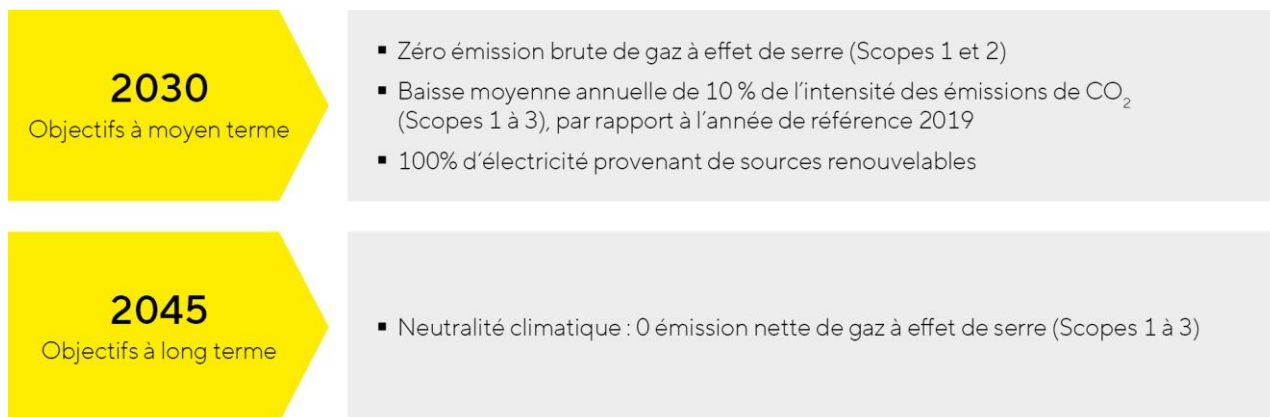 2030
Objectifs à moyen terme
▪ Zéro émission brute de gaz à effet de serre (Scopes 1 et 2)
▪ Baisse moyenne annuelle de 10 % de l’intensité des émissions de CO₂
(Scopes 1 à 3), par rapport à l’année de référence 2019
▪ 100% d’électricité provenant de sources renouvelables
2045
Objectifs à long terme
▪ Neutralité climatique : 0 émission nette de gaz à effet de serre (Scopes 1 à 3)